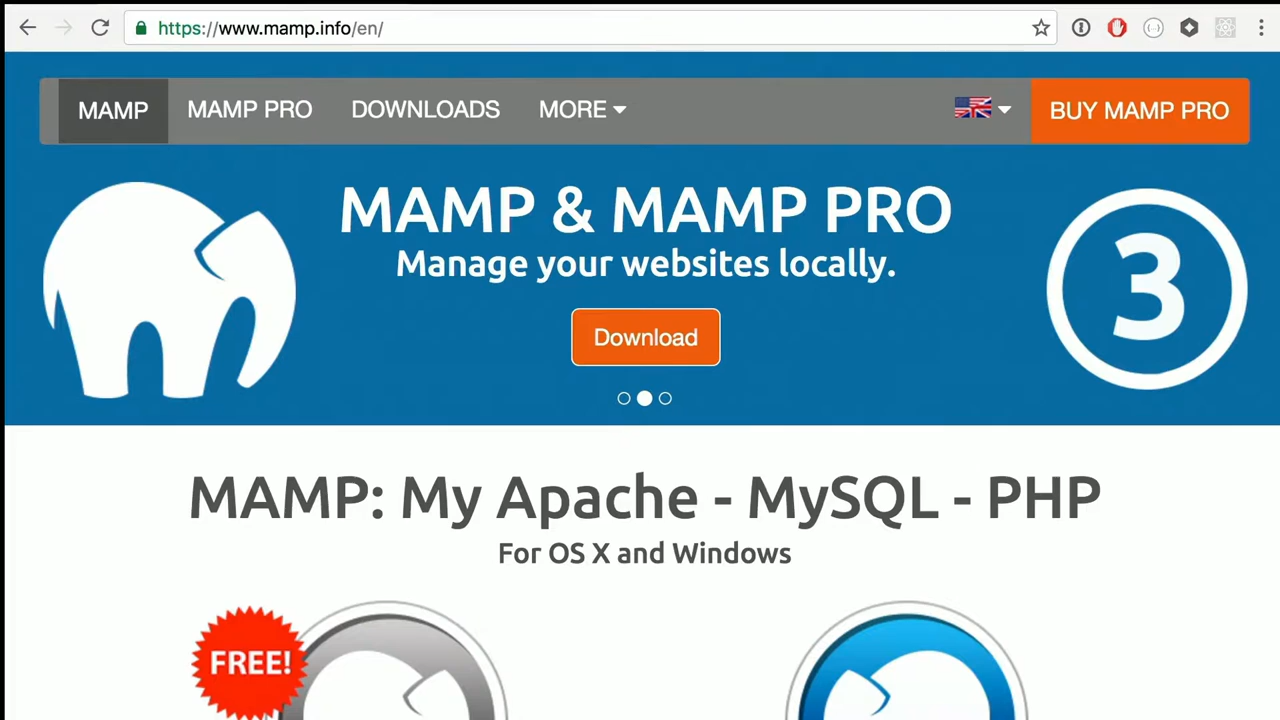 https://www.mamp.info/en/
MAMP MAMP PRO DOWNLOADS MORE BUY MAMP PRO
MAMP & MAMP PRO
Manage your websites locally.
3
Download
MAMP: My Apache - MySQL - PHP
For OS X and Windows
FREE!